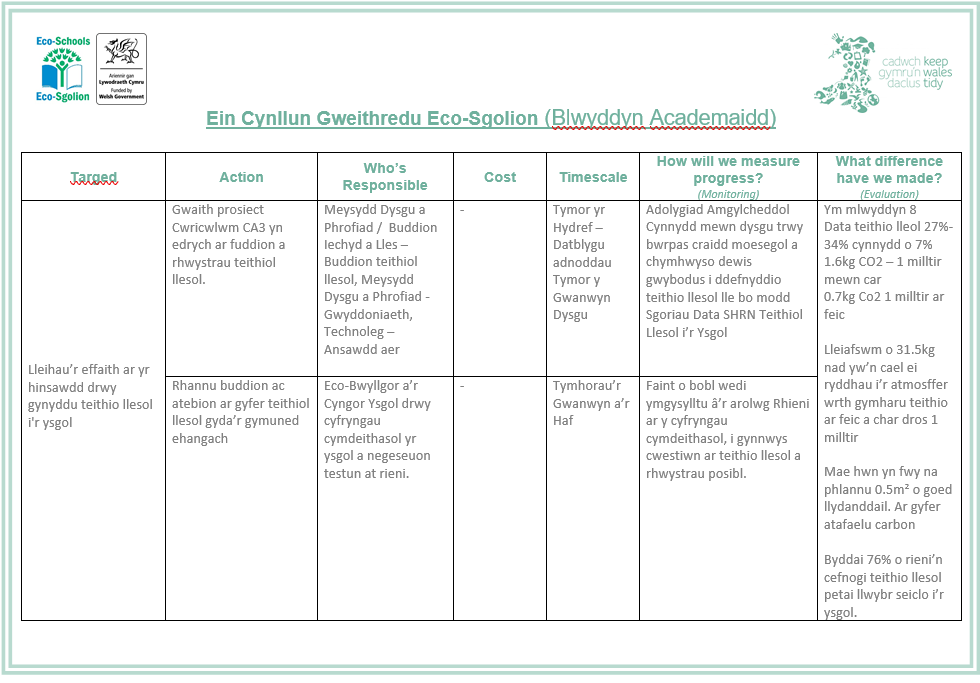 Eco-Schools
Eco-Sgolion
Ariennir gan
Lywodraeth Cymru
Funded by
Welsh Government
cadwch keep
gymru'n wales
daclus tidy
Ein Cynllun Gweithredu Eco-Sgolion (Blwyddyn Academaidd)
Targed
Action
Who's
Responsible
Cost
Timescale
How will we measure
progress?
(Monitoring)
What difference
have we made?
(Evaluation)
Lleihau'r effaith ar yr
hinsawdd drwy
gynyddu teithio llesol
i'r ysgol
Gwaith prosiect
Cwricwlwm CA3 yn
edrych ar fuddion a
rhwystrau teithiol
llesol.
Meysydd Dysgu a
Phrofiad / Buddion
Iechyd a Lles –
Buddion teithiol
llesol, Meysydd
Dysgu a Phrofiad -
Gwyddoniaeth,
Technoleg –
Ansawdd aer
-
Tymor yr
Hydref –
Datblygu
adnoddau
Tymor y
Gwanwyn
Dysgu
Adolygiad Amgylcheddol
Cynnydd mewn dysgu trwy
bwrpas craidd moesegol a
chymhwyso dewis
gwybodus i ddefnyddio
teithio llesol lle bo modd
Sgoriau Data SHRN Teithiol
Llesol i'r Ysgol
Ym mlwyddyn 8
Data teithio lleol 27%-
34% cynnydd o 7%
1.6kg CO2 – 1 milltir
mewn car
0.7kg Co2 1 milltir ar
feic
Lleiafswm o 31.5kg
nad yw'n cael ei
ryddhau i'r atmosffer
wrth gymharu teithio
ar feic a char dros 1
milltir
Mae hwn yn fwy na
phlannu 0.5m² o goed
llydanddail. Ar gyfer
atafaelu carbon
Byddai 76% o rieni'n
cefnogi teithio llesol
petai llwybr seiclo i'r
ysgol.
Rhannu buddion ac
atebion ar gyfer teithiol
llesol gyda'r gymuned
ehangach
Eco-Bwyllgor a'r
Cyngor Ysgol drwy
cyfryngau
cymdeithasol yr
ysgol a negeseuon
testun at rieni.
-
Tymhorau'r
Gwanwyn a'r
Haf
Faint o bobl wedi
ymgysylltu â'r arolwg Rhieni
ar y cyfryngau
cymdeithasol, i gynnwys
cwestiwn ar teithio llesol a
rhwystrau posibl.